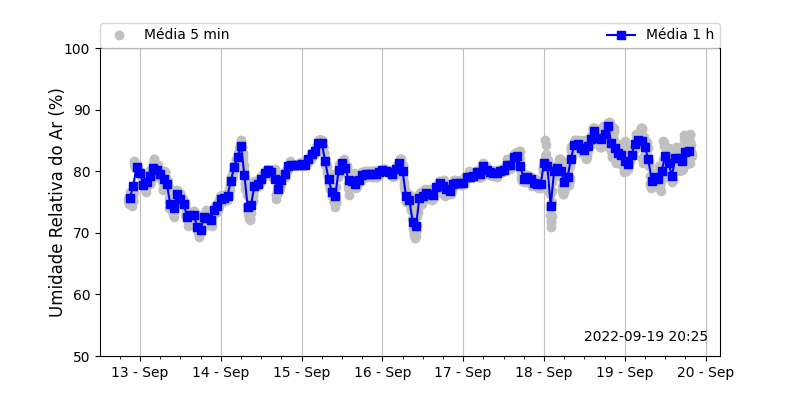 Média 5 min
Média 1 h
Umidade Relativa do Ar (%)
100
90
80
70
60
50
2022-09-19 20:25
13 - Sep
14 - Sep
15 - Sep
16 - Sep
17 - Sep
18 - Sep
19 - Sep
20 - Sep